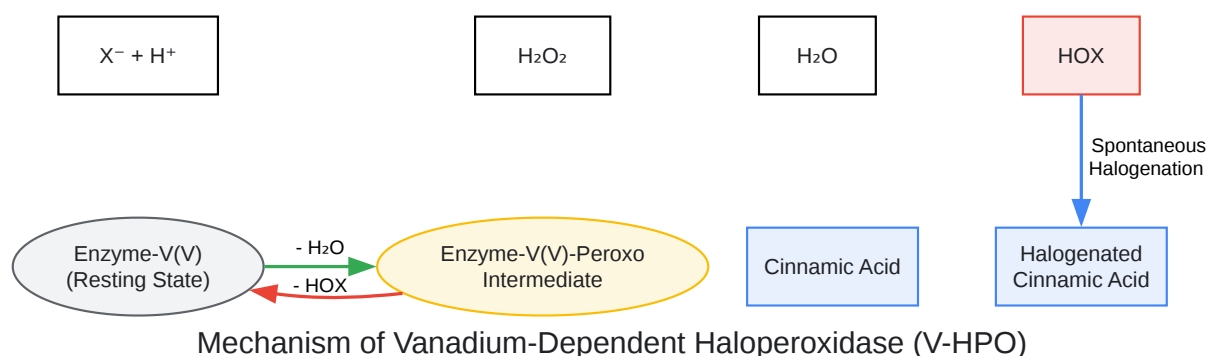 X⁻ + H⁺
H₂O₂
H₂O
HOX
Spontaneous
Halogenation
Enzyme-V(V)
(Resting State)
- H₂O
- HOX
Enzyme-V(V)-Peroxo
Intermediate
Cinnamic Acid
Halogenated
Cinnamic Acid
Mechanism of Vanadium-Dependent Haloperoxidase (V-HPO)